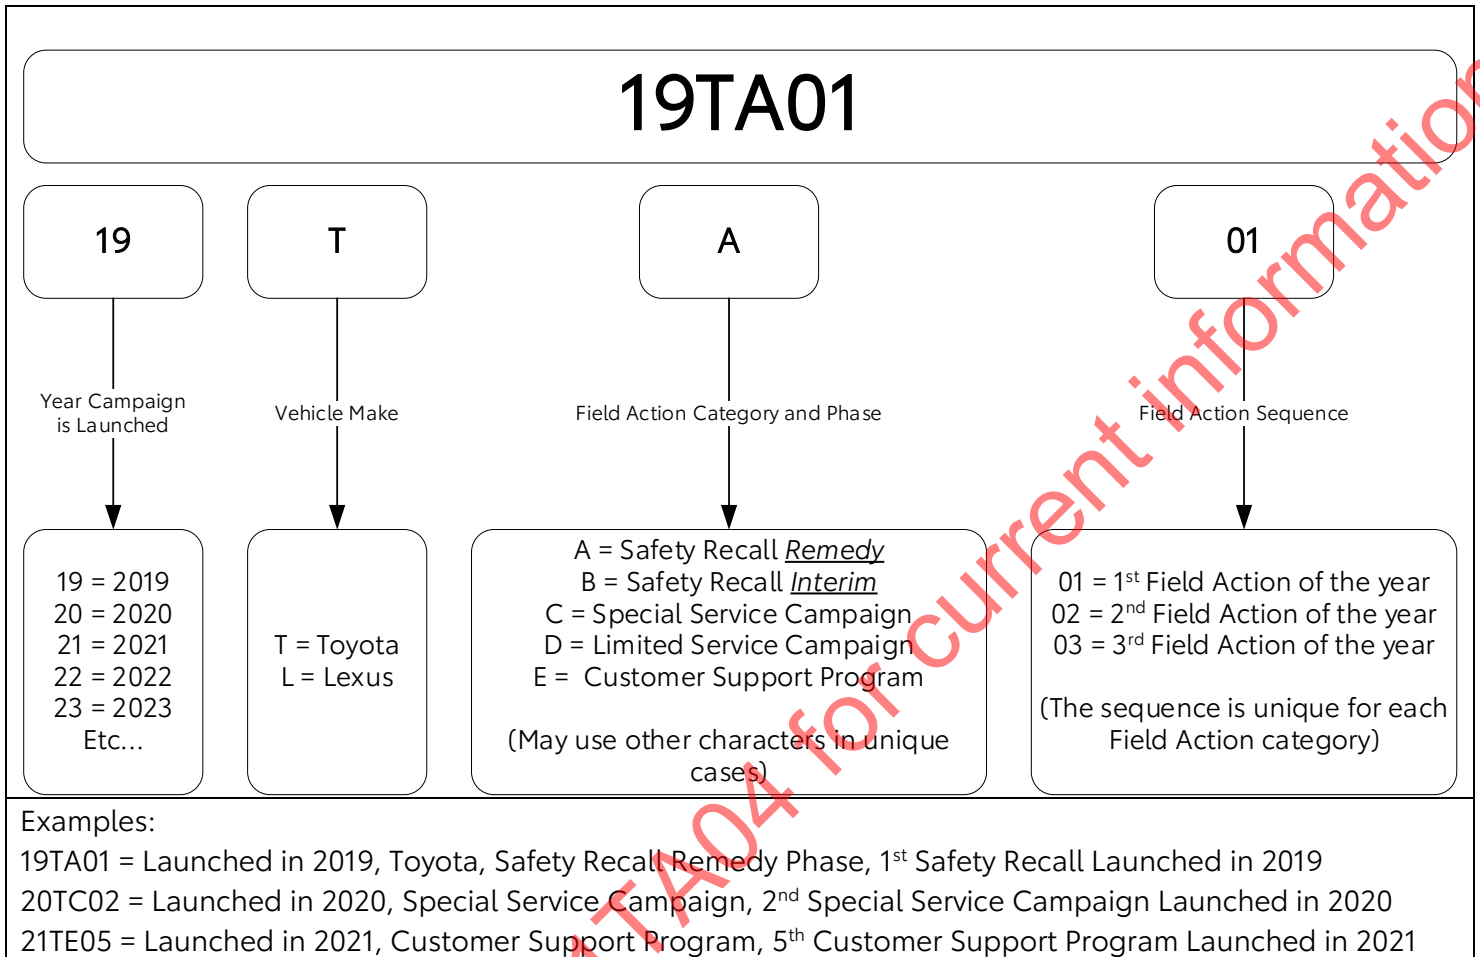 19TA01
19
T
A
01
Year Campaign
is Launched
Vehicle Make
Field Action Category and Phase
Field Action Sequence
19 = 2019
20 = 2020
21 = 2021
22 = 2022
23 = 2023
Etc...
T = Toyota
L = Lexus
A = Safety Recall Remedy
B = Safety Recall Interim
C = Special Service Campaign
D = Limited Service Campaign
E =  Customer Support Program
(May use other characters in unique
cases)
01 = 1st Field Action of the year
02 = 2nd Field Action of the year
03 = 3rd Field Action of the year
(The sequence is unique for each
Field Action category)
Examples:
19TA01 = Launched in 2019, Toyota, Safety Recall Remedy Phase, 1st Safety Recall Launched in 2019
20TC02 = Launched in 2020, Special Service Campaign, 2nd Special Service Campaign Launched in 2020
21TE05 = Launched in 2021, Customer Support Program, 5th Customer Support Program Launched in 2021
TA04 for current information